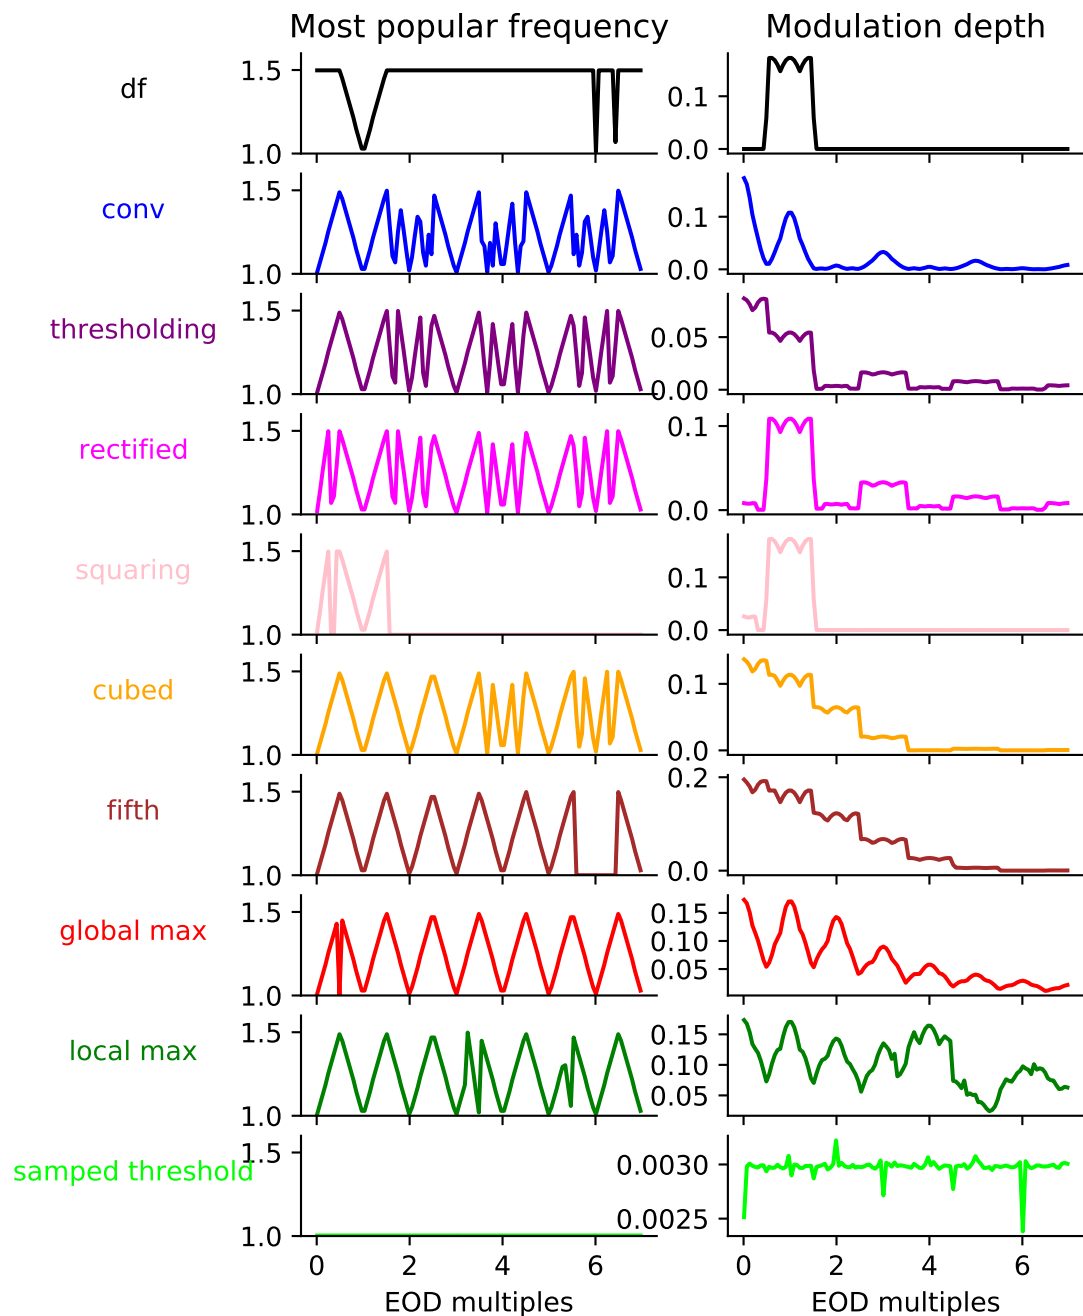 Most popular frequency Modulation depth
df 1.5 1.0 0.1 0.0
conv 1.5 1.0 0.1 0.0
thresholding 1.5 1.0 0.05 0.00
rectified 1.5 1.0 0.1 0.0
squaring 1.5 1.0 0.1 0.0
cubed 1.5 1.0 0.1 0.0
fifth 1.5 1.0 0.2 0.0
global max 1.5 1.0 0.15 0.10 0.05
local max 1.5 1.0 0.15 0.10 0.05
samped threshold 1.5 1.0 0.0030 0.0025
0 2 4 6 0 2 4 6
EOD multiples EOD multiples